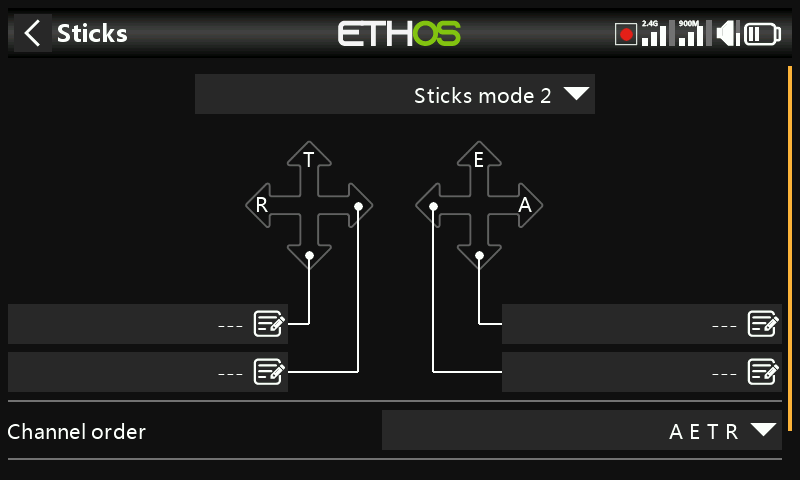 Sticks
ETHOS
2.4G
900M
Sticks mode 2
T
E
R
A
---
---
---
---
Channel order
A E T R